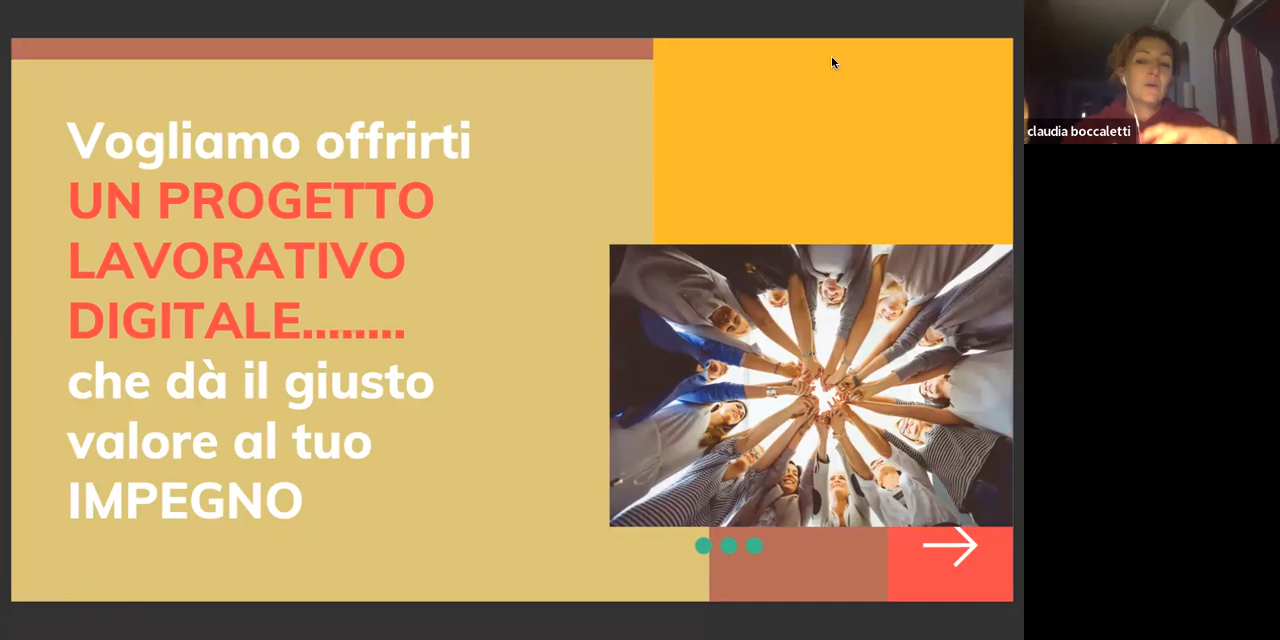 Vogliamo offrirti
UN PROGETTO
LAVORATIVO
DIGITALE........
che dà il giusto
valore al tuo
IMPEGNO
claudia boccaletti